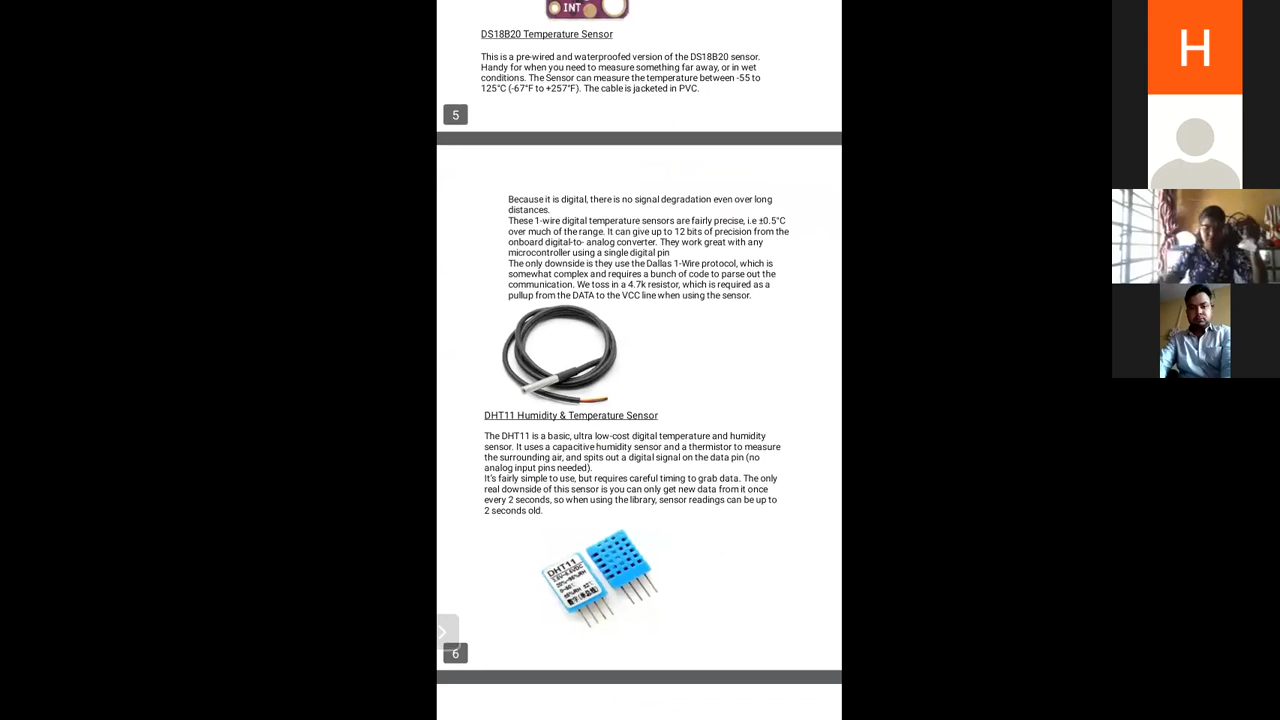 INT
DS18B20 Temperature Sensor
This is a pre-wired and waterproofed version of the DS18B20 sensor.
Handy for when you need to measure something far away, or in wet
conditions. The Sensor can measure the temperature between -55 to
125°C (-67°F to +257°F). The cable is jacketed in PVC.
5
Because it is digital, there is no signal degradation even over long
distances.
These 1-wire digital temperature sensors are fairly precise, i.e ±0.5°C
over much of the range. It can give up to 12 bits of precision from the
onboard digital-to- analog converter. They work great with any
microcontroller using a single digital pin
The only downside is they use the Dallas 1-Wire protocol, which is
somewhat complex and requires a bunch of code to parse out the
communication. We toss in a 4.7k resistor, which is required as a
pullup from the DATA to the VCC line when using the sensor.
DHT11 Humidity & Temperature Sensor
The DHT11 is a basic, ultra low-cost digital temperature and humidity
sensor. It uses a capacitive humidity sensor and a thermistor to measure
the surrounding air, and spits out a digital signal on the data pin (no
analog input pins needed).
It's fairly simple to use, but requires careful timing to grab data. The only
real downside of this sensor is you can only get new data from it once
every 2 seconds, so when using the library, sensor readings can be up to
2 seconds old.
DHT11
6
H